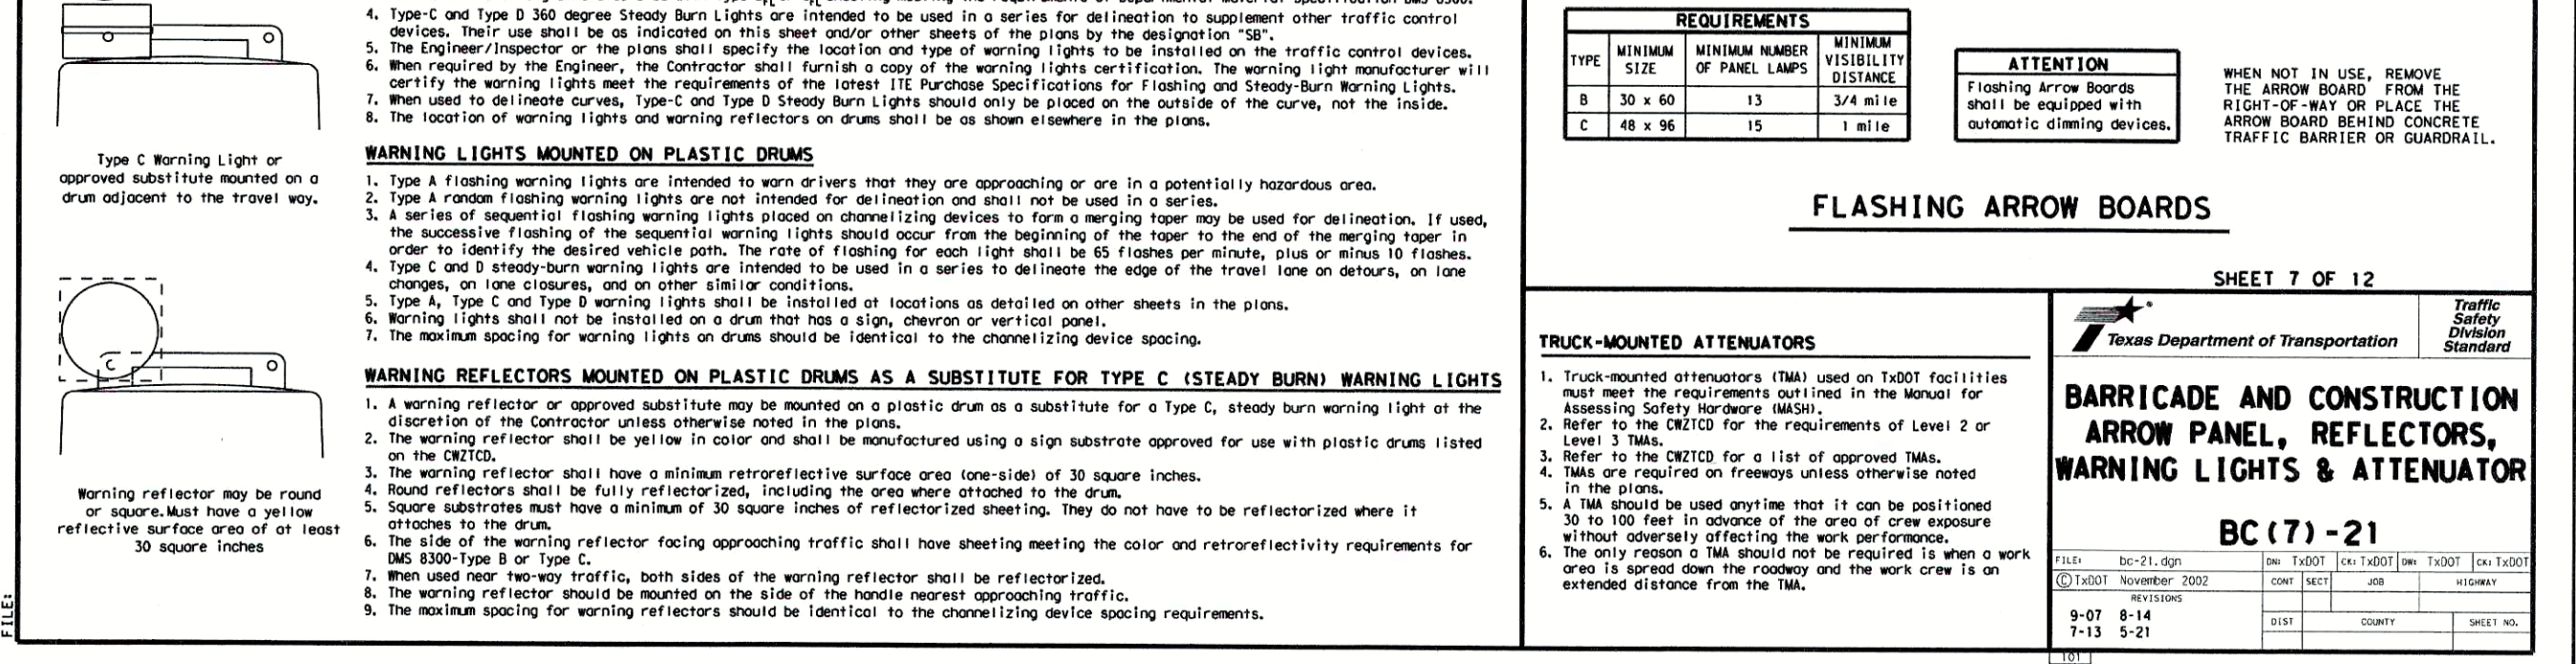 4. Type-C and Type D 360 degree Steady Burn Lights are intended to be used in a series for delineation to supplement other traffic control
devices. Their use shall be as indicated on this sheet and/or other sheets of the plans by the designation "SB".
5. The Engineer/Inspector or the plans shall specify the location and type of warning lights to be installed on the traffic control devices.
6. When required by the Engineer, the Contractor shall furnish a copy of the warning lights certification. The warning light manufacturer will
certify the warning lights meet the requirements of the latest ITE Purchase Specifications for Flashing and Steady-Burn Warning Lights.
7. When used to delineate curves, Type-C and Type D Steady Burn Lights should only be placed on the outside of the curve, not the inside.
8. The location of warning lights and warning reflectors on drums shall be as shown elsewhere in the plans.
Type C Warning Light or
approved substitute mounted on a
drum adjacent to the travel way.
WARNING LIGHTS MOUNTED ON PLASTIC DRUMS
1. Type A flashing warning lights are intended to warn drivers that they are approaching or are in a potentially hazardous area.
2. Type A random flashing warning lights are not intended for delineation and shall not be used in a series.
3. A series of sequential flashing warning lights placed on channelizing devices to form a merging taper may be used for delineation. If used,
the successive flashing of the sequential warning lights should occur from the beginning of the taper to the end of the merging taper in
order to identify the desired vehicle path. The rate of flashing for each light shall be 65 flashes per minute, plus or minus 10 flashes.
4. Type C and D steady-burn warning lights are intended to be used in a series to delineate the edge of the travel lane on detours, on lane
changes, on lane closures, and on other similar conditions.
5. Type A, Type C and Type D warning lights shall be installed at locations as detailed on other sheets in the plans.
6. Warning lights shall not be installed on a drum that has a sign, chevron or vertical panel.
7. The maximum spacing for warning lights on drums should be identical to the channelizing device spacing.
C
Warning reflector may be round
or square.Must have a yellow
reflective surface area of at least
30 square inches
WARNING REFLECTORS MOUNTED ON PLASTIC DRUMS AS A SUBSTITUTE FOR TYPE C (STEADY BURN) WARNING LIGHTS
1. A warning reflector or approved substitute may be mounted on a plastic drum as a substitute for a Type C, steady burn warning light at the
discretion of the Contractor unless otherwise noted in the plans.
2. The warning reflector shall be yellow in color and shall be manufactured using a sign substrate approved for use with plastic drums listed
on the CWZTCD.
3. The warning reflector shall have a minimum retroreflective surface area (one-side) of 30 square inches.
4. Round reflectors shall be fully reflectorized, including the area where attached to the drum.
5. Square substrates must have a minimum of 30 square inches of reflectorized sheeting. They do not have to be reflectorized where it
attaches to the drum.
6. The side of the warning reflector facing approaching traffic shall have sheeting meeting the color and retroreflectivity requirements for
DMS 8300-Type B or Type C.
7. When used near two-way traffic, both sides of the warning reflector shall be reflectorized.
8. The warning reflector should be mounted on the side of the handle nearest approaching traffic.
9. The maximum spacing for warning reflectors should be identical to the channelizing device spacing requirements.
FILE:
REQUIREMENTS
TYPE MINIMUM SIZE MINIMUM NUMBER OF PANEL LAMPS MINIMUM VISIBILITY DISTANCE
B 30 x 60 13 3/4 mile
C 48 x 96 15 1 mile
ATTENTION
Flashing Arrow Boards
shall be equipped with
automatic dimming devices.
WHEN NOT IN USE, REMOVE
THE ARROW BOARD FROM THE
RIGHT-OF-WAY OR PLACE THE
ARROW BOARD BEHIND CONCRETE
TRAFFIC BARRIER OR GUARDRAIL.
FLASHING ARROW BOARDS
SHEET 7 OF 12
TRUCK-MOUNTED ATTENUATORS
1. Truck-mounted attenuators (TMA) used on TxDOT facilities
must meet the requirements outlined in the Manual for
Assessing Safety Hardware (MASH).
2. Refer to the CWZTCD for the requirements of Level 2 or
Level 3 TMAs.
3. Refer to the CWZTCD for a list of approved TMAs.
4. TMAs are required on freeways unless otherwise noted
in the plans.
5. A TMA should be used anytime that it can be positioned
30 to 100 feet in advance of the area of crew exposure
without adversely affecting the work performance.
6. The only reason a TMA should not be required is when a work
area is spread down the roadway and the work crew is an
extended distance from the TMA.
Texas Department of Transportation
Traffic
Safety
Division
Standard
BARRICADE AND CONSTRUCTION
ARROW PANEL, REFLECTORS,
WARNING LIGHTS & ATTENUATOR
BC(7)-21
FILE: bc-21.dgn DN: TxDOT CK: TxDOT DW: TxDOT CK: TxDOT
© TxDOT November 2002 CONT SECT JOB HIGHWAY
REVISIONS
9-07 8-14
7-13 5-21
DIST COUNTY SHEET NO.
101